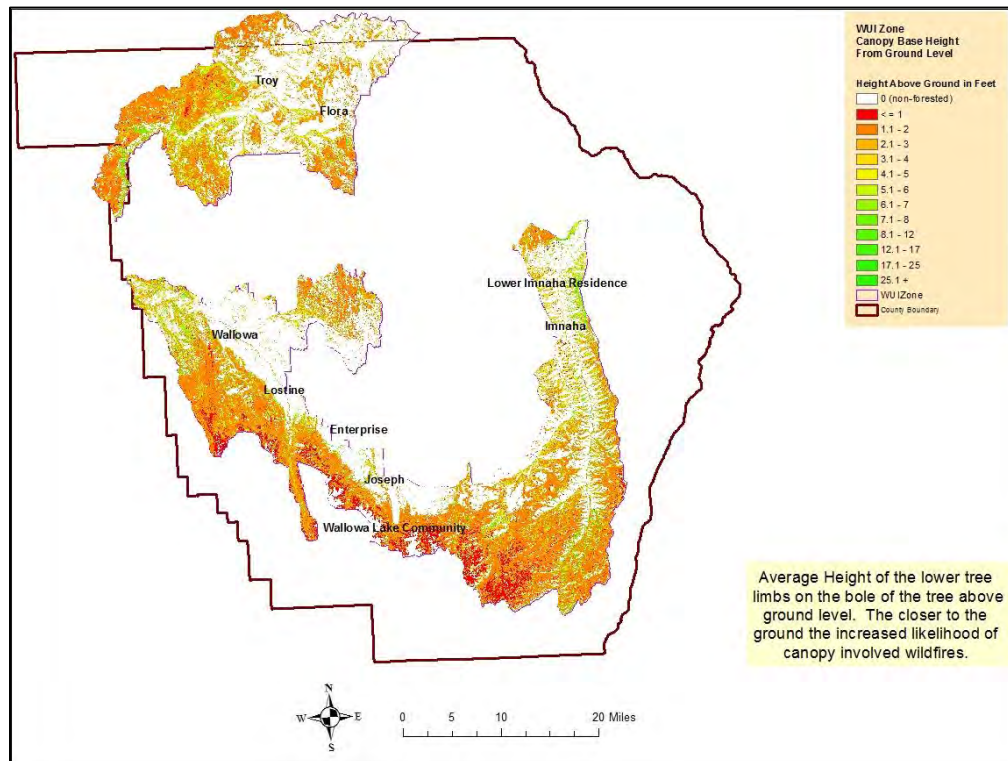 WUI Zone
Canopy Base Height
From Ground Level
Height Above Ground in Feet
0 (non-forested)
< = 1
1.1 - 2
2.1 - 3
3.1 - 4
4.1 - 5
5.1 - 6
6.1 - 7
7.1 - 8
8.1 - 12
12.1 - 17
17.1 - 25
25.1 +
WUIZone
County Boundary
Troy
Flora
Lower Imnaha Residence
Imnaha
Wallowa
Lostine
Enterprise
Joseph
Wallowa Lake Community
Average Height of the lower tree
limbs on the bole of the tree above
ground level. The closer to the
ground the increased likelihood of
canopy involved wildfires.
N
W E
S
0 5 10 20 Miles